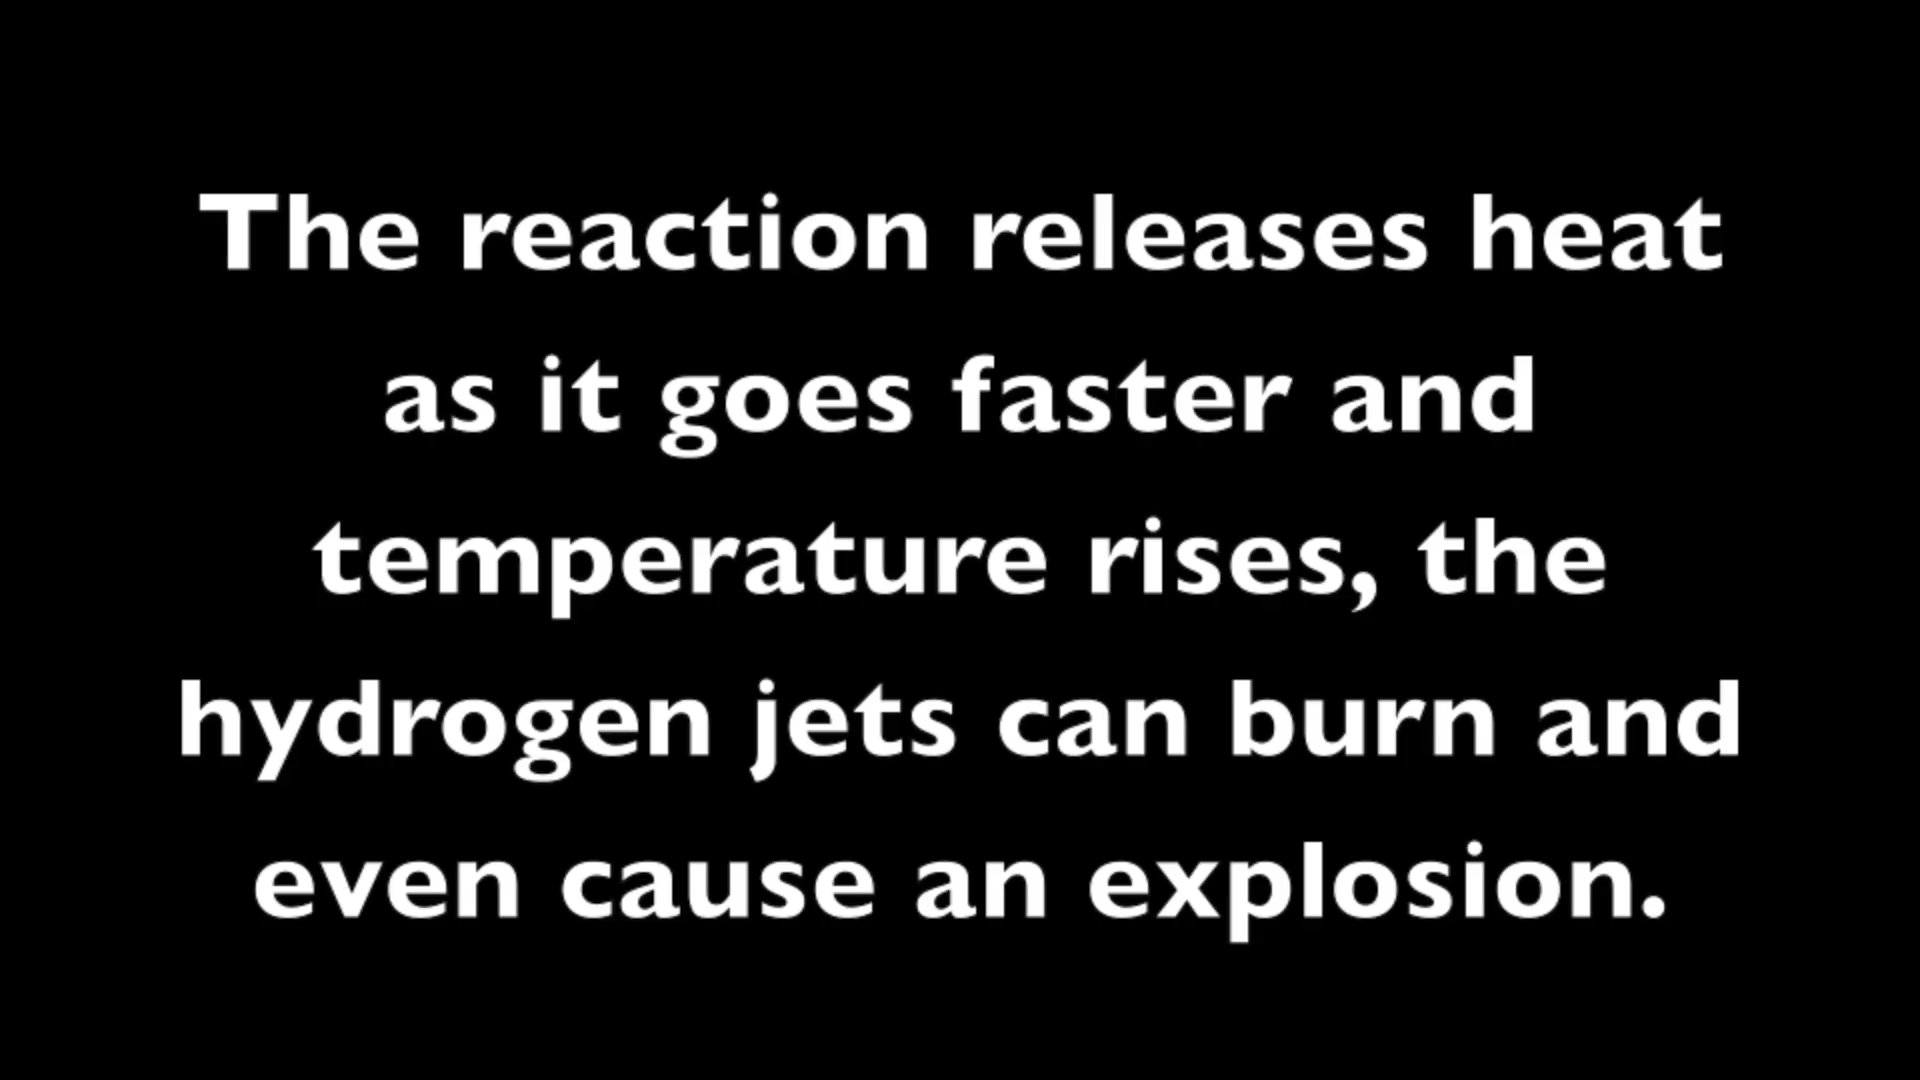 The reaction releases heat
as it goes faster and
temperature rises, the
hydrogen jets can burn and
even cause an explosion.